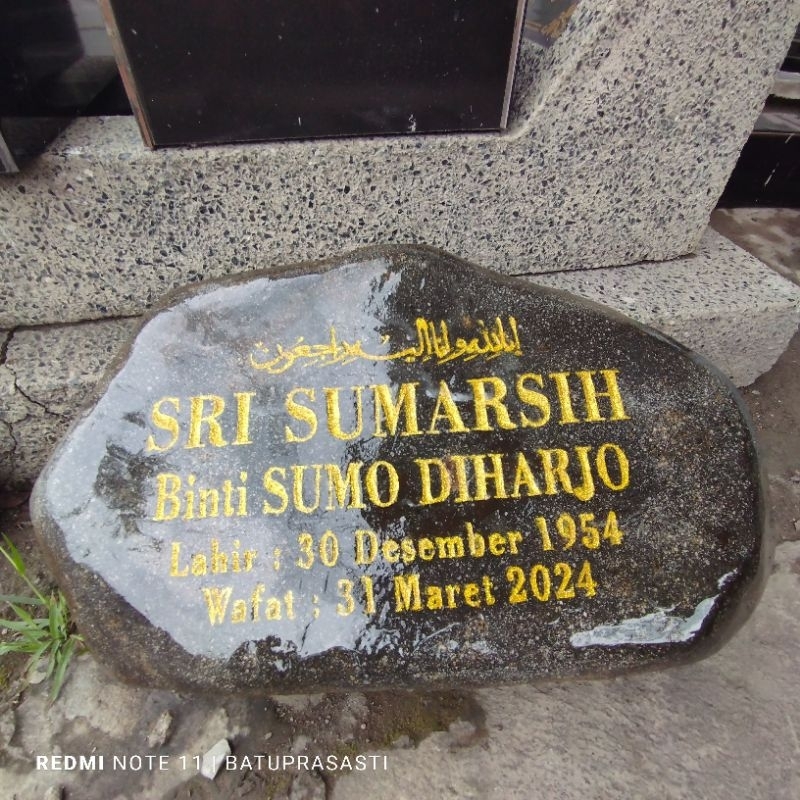 إنا لله وإنا إليه راجعون
SRI SUMARSIH
Binti SUMO DIHARJO
Lahir : 30 Desember 1954
Wafat : 31 Maret 2024
REDMI NOTE 11 | BATUPRASASTI